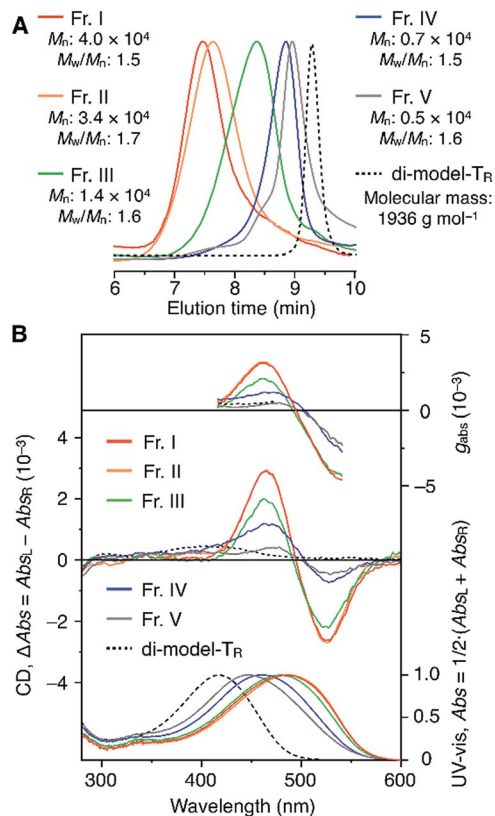 A
Fr. I
Mn: 4.0 × 10⁴
Mw/Mn: 1.5
Fr. II
Mn: 3.4 × 10⁴
Mw/Mn: 1.7
Fr. III
Mn: 1.4 × 10⁴
Mw/Mn: 1.6
Fr. IV
Mn: 0.7 × 10⁴
Mw/Mn: 1.5
Fr. V
Mn: 0.5 × 10⁴
Mw/Mn: 1.6
di-model-TR
Molecular mass:
1936 g mol⁻¹
6 7 8 9 10
Elution time (min)
B
5
0
−5
gabs (10⁻³)
4
2
0
−2
−4
CD, ΔAbs = AbsL − AbsR (10⁻³)
Fr. I
Fr. II
Fr. III
Fr. IV
Fr. V
di-model-TR
1.0
0.5
0
UV-vis, Abs = 1/2·(AbsL + AbsR)
300 400 500 600
Wavelength (nm)